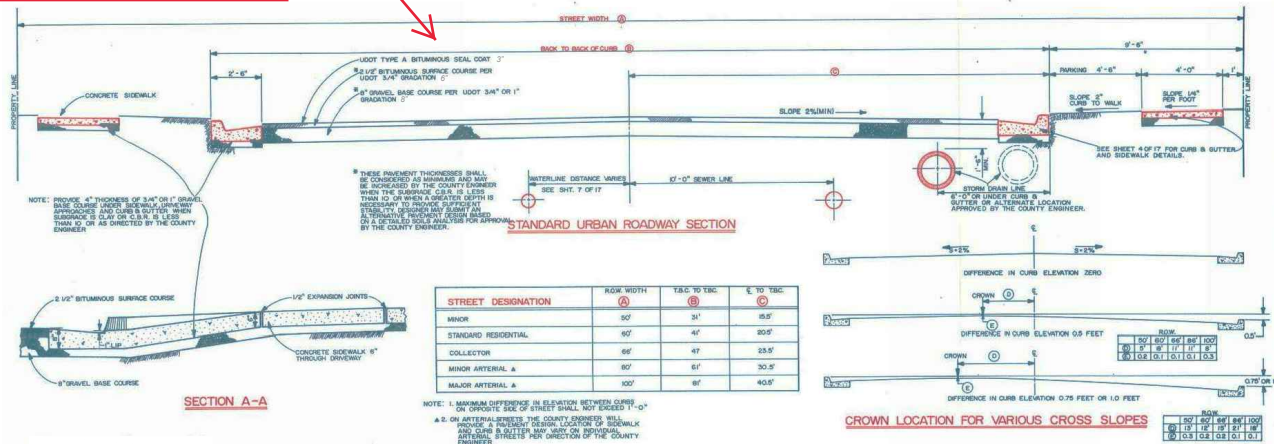 STREET WIDTH Ⓐ
BACK TO BACK OF CURB Ⓑ
9'-6"
PROPERTY LINE
CONCRETE SIDEWALK
2'-6"
UDOT TYPE A BITUMINOUS SEAL COAT 3"
* 2 1/2" BITUMINOUS SURFACE COURSE PER
UDOT 3/4" GRADATION
* 8" GRAVEL BASE COURSE PER UDOT 3/4" OR 1"
GRADATION 8"
Ⓒ
PARKING 4'-6"
4'-0"
1'
SLOPE 2%(MIN)
SLOPE 2"
CURB TO WALK
SLOPE 1/4"
PER FOOT
PROPERTY LINE
SEE SHEET 4 OF 17 FOR CURB & GUTTER
AND SIDEWALK DETAILS.
1'-6"
MIN.
STORM DRAIN LINE
6'-0" OR UNDER CURB &
GUTTER OR ALTERNATE LOCATION
APPROVED BY THE COUNTY ENGINEER.
NOTE: PROVIDE 4" THICKNESS OF 3/4" OR 1" GRAVEL
BASE COURSE UNDER SIDEWALK, DRIVEWAY
APPROACHES AND CURB & GUTTER WHEN
SUBGRADE IS CLAY OR C.B.R. IS LESS
THAN 10 OR AS DIRECTED BY THE COUNTY
ENGINEER
* THESE PAVEMENT THICKNESSES SHALL
BE CONSIDERED AS MINIMUMS AND MAY
BE INCREASED BY THE COUNTY ENGINEER
WHEN THE SUBGRADE C.B.R. IS LESS
THAN 10 OR WHEN A GREATER DEPTH IS
NECESSARY TO PROVIDE SUFFICIENT
STABILITY. DESIGNER MAY SUBMIT AN
ALTERNATIVE PAVEMENT DESIGN BASED
ON A DETAILED SOILS ANALYSIS FOR APPROVAL
BY THE COUNTY ENGINEER.
WATERLINE DISTANCE VARIES
SEE SHT. 7 OF 17
10'-0" SEWER LINE
STANDARD URBAN ROADWAY SECTION
2 1/2" BITUMINOUS SURFACE COURSE
1/2" EXPANSION JOINTS
1" LIP
CONCRETE SIDEWALK 6"
THROUGH DRIVEWAY
8" GRAVEL BASE COURSE
SECTION A-A
STREET DESIGNATION R.O.W. WIDTH Ⓐ T.B.C. TO T.B.C. Ⓑ ℄ TO T.B.C. Ⓒ
MINOR 50' 31' 15.5'
STANDARD RESIDENTIAL 60' 41' 20.5'
COLLECTOR 66' 47 23.5'
MINOR ARTERIAL ▲ 80' 61' 30.5'
MAJOR ARTERIAL ▲ 100' 81' 40.5'
NOTE: 1. MAXIMUM DIFFERENCE IN ELEVATION BETWEEN CURBS
ON OPPOSITE SIDE OF STREET SHALL NOT EXCEED 1'-0"
▲ 2. ON ARTERIAL STREETS THE COUNTY ENGINEER WILL
PROVIDE A PAVEMENT DESIGN. LOCATION OF SIDEWALK
AND CURB & GUTTER MAY VARY ON INDIVIDUAL
ARTERIAL STREETS PER DIRECTION OF THE COUNTY
ENGINEER
℄
S=2% S=2%
DIFFERENCE IN CURB ELEVATION ZERO
CROWN Ⓓ ℄
Ⓔ
DIFFERENCE IN CURB ELEVATION 0.5 FEET
0.5'
R.O.W.
50' 60' 66' 86' 100'
Ⓓ 5' 8' 11' 11' 8'
Ⓔ 0.2 0.1 0.1 0.1 0.3
CROWN Ⓓ
Ⓔ
DIFFERENCE IN CURB ELEVATION 0.75 FEET OR 1.0 FEET
0.75' OR 1
CROWN LOCATION FOR VARIOUS CROSS SLOPES
R.O.W.
50' 60' 66' 86' 100'
Ⓓ 13' 12' 15' 21' 18'
Ⓔ 0.3 0.2 0.2 0.1 0.1